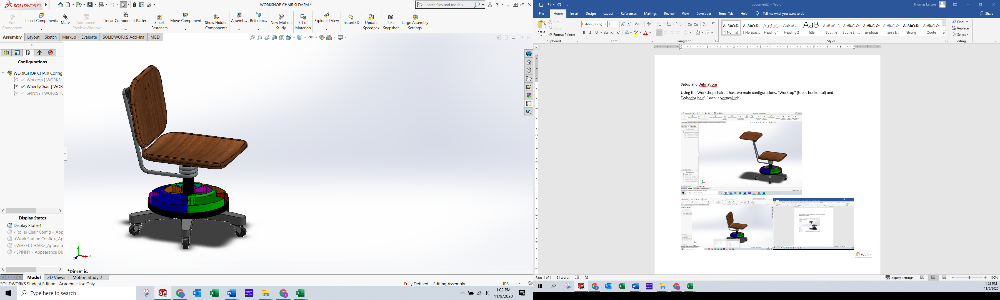 SOLIDWORKS
WORKSHOP CHAIR.SLDASM *
Search files and models
Edit Component
Insert Components
Mate
Component Preview Window
Linear Component Pattern
Smart Fasteners
Move Component
Show Hidden Components
Assemb...
Referenc...
New Motion Study
Bill of Materials
Exploded View
Instant3D
Update Speedpak
Take Snapshot
Large Assembly Settings
Assembly Layout Sketch Markup Evaluate SOLIDWORKS Add-Ins MBD
Configurations
WORKSHOP CHAIR Configu
Worktop [ WORKSH
WheelyChair [ WOR
SPINNY [ WORKSHO
Display States
Display State-1
<Roller Chair Config>_App
<Work Station Config>_Ap
<WHEEL CHAIR>_Appeara
<SPINNY>_Appearance Dis
Y
X
Z
*Dimetric
Model 3D Views Motion Study 2
SOLIDWORKS Student Edition - Academic Use Only
Fully Defined Editing Assembly IPS
Type here to search
1:02 PM
11/9/2020
Document2 - Word
Thomas Larson
File Home Insert Design Layout References Mailings Review View Developer Toms Tab Help Tell me what you want to do
Share
Paste
Cut
Copy
Format Painter
Clipboard
Calibri (Body) 11
Font
Paragraph
AaBbCcDc AaBbCcDc AaBbCc AaBbCcE AaB AaBbCcD AaBbCcDc AaBbCcDc AaBbCcDc AaBbCcDc AaBbCcDc
¶ Normal ¶ No Spac... Heading 1 Heading 2 Title Subtitle Subtle Em... Emphasis Intense E... Strong Quote
Styles
Find
Replace
Select
Editing
Setup and Definations:
Using the Workshop chair. It has two main configurations, “Worktop” (top is horizontal) and
“WheelyChair” (Bach is Vertical~ish)
(Ctrl)
Page 1 of 1 21 words
Display Settings
100%
1:02 PM
11/9/2020